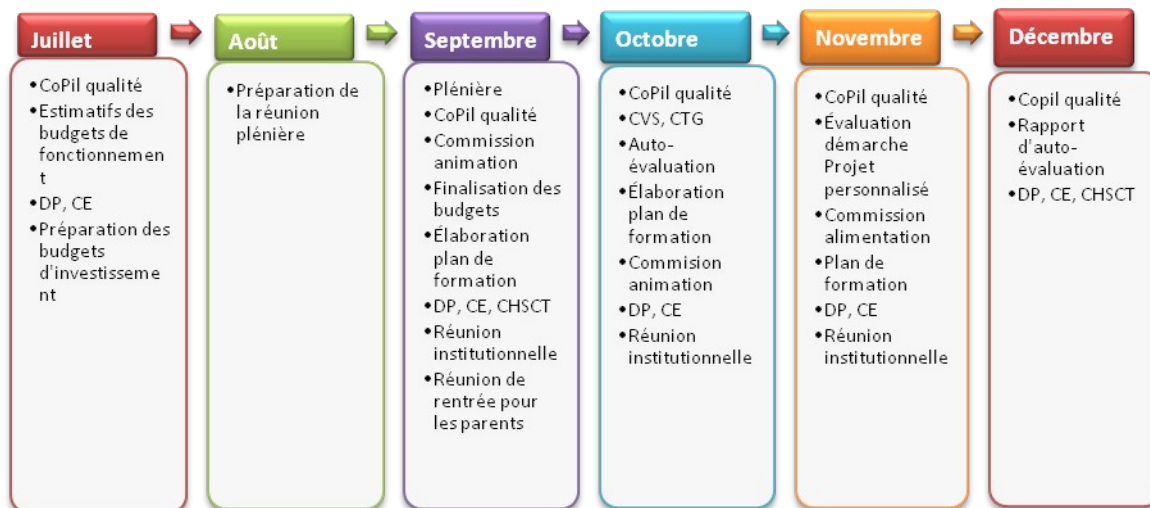 Juillet
•CoPil qualité
•Estimatifs des
budgets de
fonctionnemen
t
•DP, CE
•Préparation des
budgets
d'investisseme
nt
Août
•Préparation de
la réunion
plénière
Septembre
•Plénière
•CoPil qualité
•Commission
animation
•Finalisation des
budgets
•Élaboration
plan de
formation
•DP, CE, CHSCT
•Réunion
institutionnelle
•Réunion de
rentrée pour
les parents
Octobre
•CoPil qualité
•CVS, CTG
•Auto-
évaluation
•Élaboration
plan de
formation
•Commision
animation
•DP, CE
•Réunion
institutionnelle
Novembre
•CoPil qualité
•Évaluation
démarche
Projet
personnalisé
•Commission
alimentation
•Plan de
formation
•DP, CE
•Réunion
institutionnelle
Décembre
•Copil qualité
•Rapport
d'auto-
évaluation
•DP, CE, CHSCT